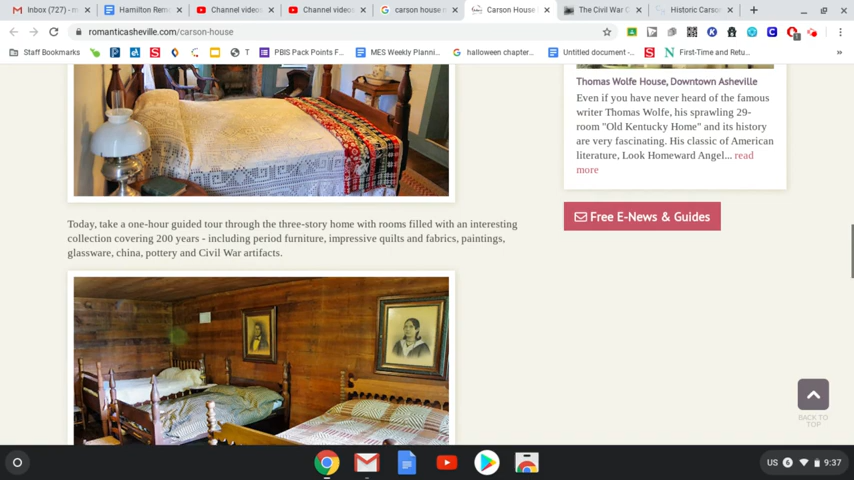 Inbox (727) - m
Hamilton Rem
Channel videos
Channel videos
carson house n
Carson House
The Civil War C
Historic Carson
romanticasheville.com/carson-house
Staff Bookmarks
T
PBIS Pack Points F...
MES Weekly Planni...
halloween chapter...
Untitled document -...
First-Time and Retu...
Today, take a one-hour guided tour through the three-story home with rooms filled with an interesting
collection covering 200 years - including period furniture, impressive quilts and fabrics, paintings,
glassware, china, pottery and Civil War artifacts.
Thomas Wolfe House, Downtown Asheville
Even if you have never heard of the famous
writer Thomas Wolfe, his sprawling 29-
room "Old Kentucky Home" and its history
are very fascinating. His classic of American
literature, Look Homeward Angel... read
more
Free E-News & Guides
BACK TO
TOP
US 6 9:37